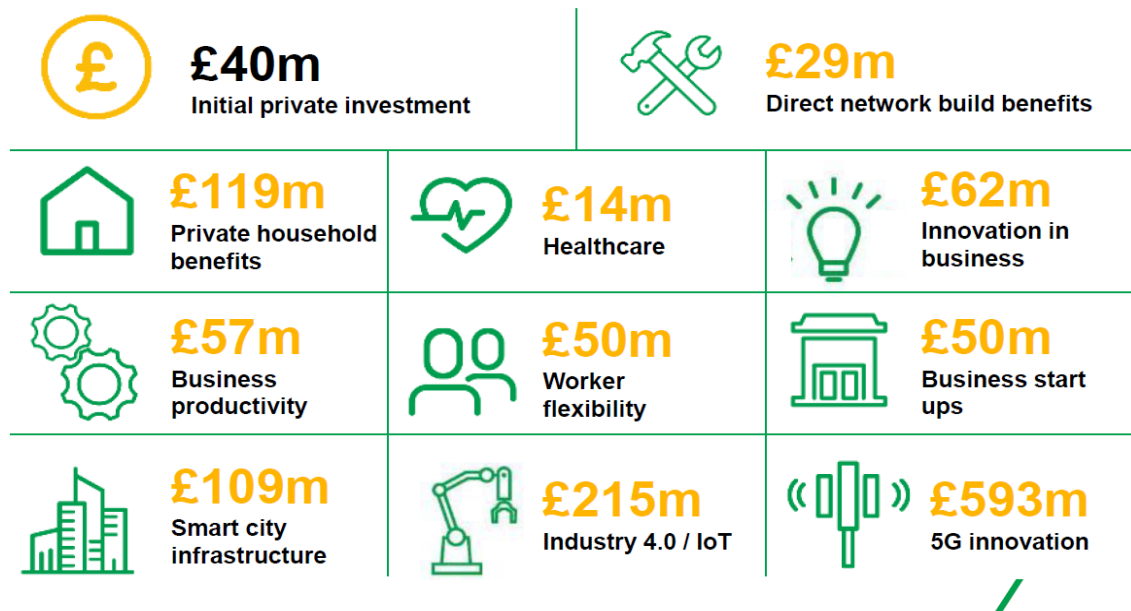 £
£40m
Initial private investment
£29m
Direct network build benefits
£119m
Private household
benefits
£14m
Healthcare
£62m
Innovation in
business
£57m
Business
productivity
£50m
Worker
flexibility
£50m
Business start
ups
£109m
Smart city
infrastructure
£215m
Industry 4.0 / IoT
£593m
5G innovation